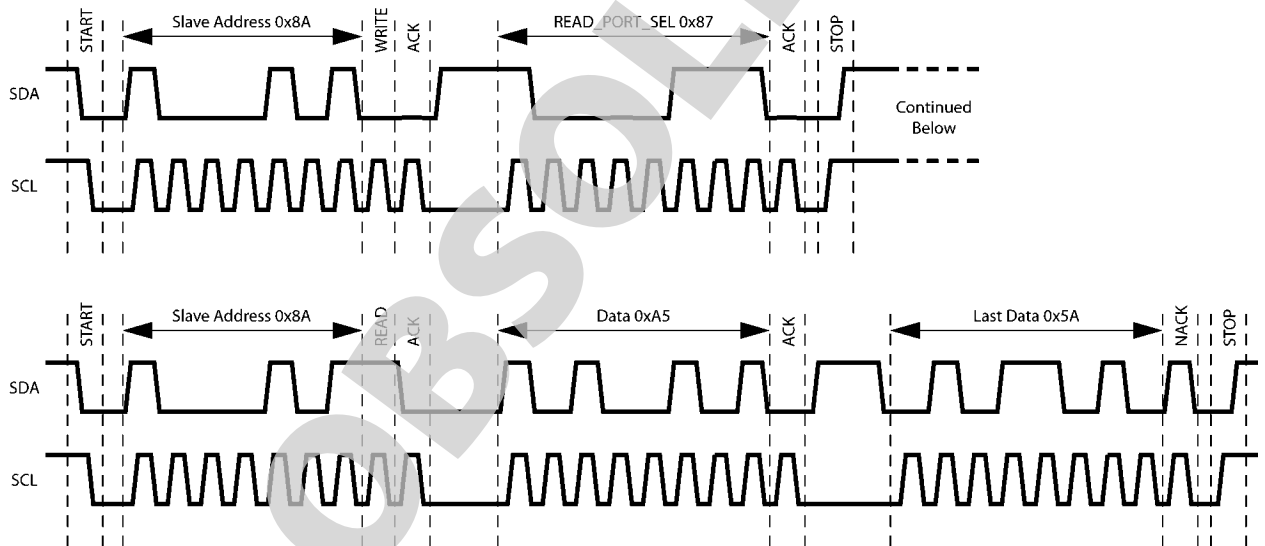 START
Slave Address 0x8A
WRITE
ACK
READ_PORT_SEL 0x87
ACK
STOP
SDA
Continued
Below
SCL
START
Slave Address 0x8A
READ
ACK
Data 0xA5
ACK
Last Data 0x5A
NACK
STOP
SDA
SCL